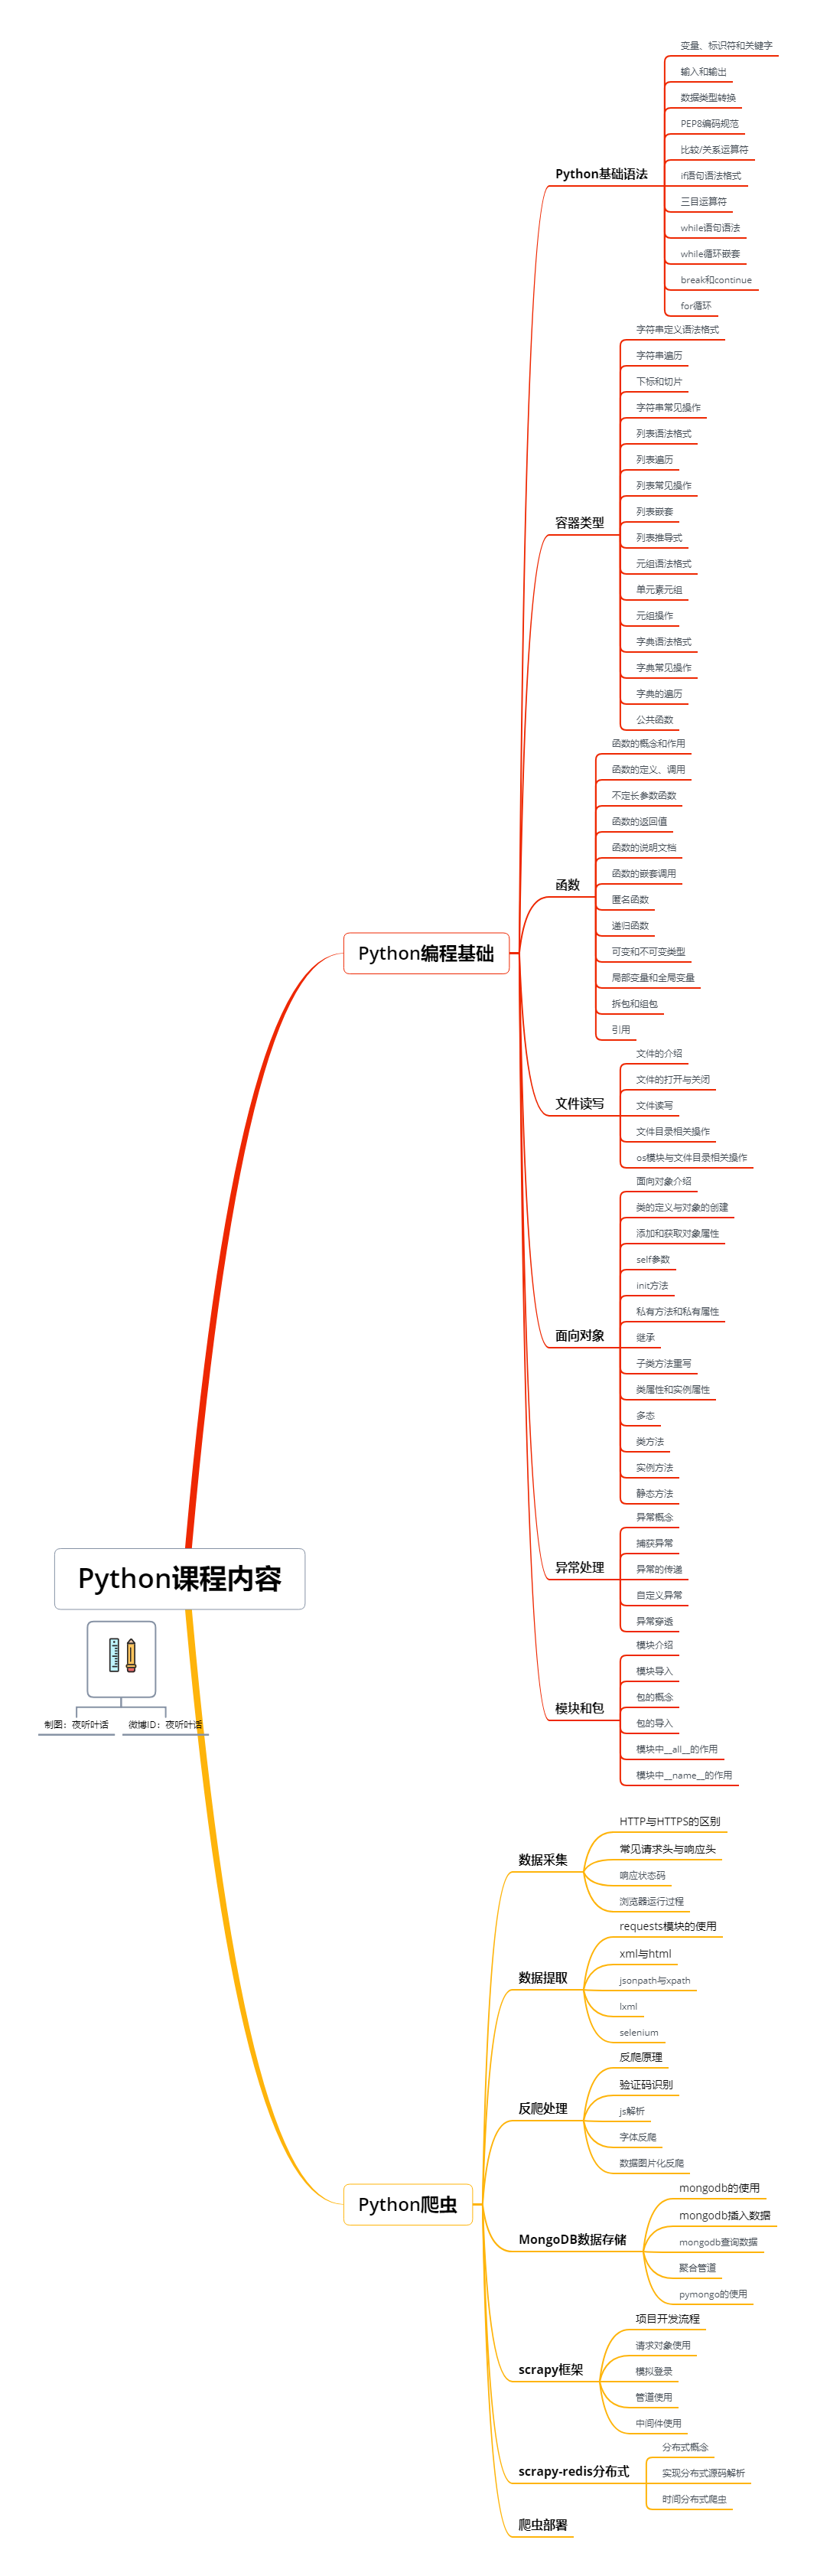 Python课程内容
制图：夜听叶话
微博ID：夜听叶话
Python编程基础
Python基础语法
变量、标识符和关键字
输入和输出
数据类型转换
PEP8编码规范
比较/关系运算符
if语句语法格式
三目运算符
while语句语法
while循环嵌套
break和continue
for循环
容器类型
字符串定义语法格式
字符串遍历
下标和切片
字符串常见操作
列表语法格式
列表遍历
列表常见操作
列表嵌套
列表推导式
元组语法格式
单元素元组
元组操作
字典语法格式
字典常见操作
字典的遍历
公共函数
函数
函数的概念和作用
函数的定义、调用
不定长参数函数
函数的返回值
函数的说明文档
函数的嵌套调用
匿名函数
递归函数
可变和不可变类型
局部变量和全局变量
拆包和组包
引用
文件读写
文件的介绍
文件的打开与关闭
文件读写
文件目录相关操作
os模块与文件目录相关操作
面向对象
面向对象介绍
类的定义与对象的创建
添加和获取对象属性
self参数
init方法
私有方法和私有属性
继承
子类方法重写
类属性和实例属性
多态
类方法
实例方法
静态方法
异常处理
异常概念
捕获异常
异常的传递
自定义异常
异常穿透
模块和包
模块介绍
模块导入
包的概念
包的导入
模块中__all__的作用
模块中__name__的作用
Python爬虫
数据采集
HTTP与HTTPS的区别
常见请求头与响应头
响应状态码
浏览器运行过程
数据提取
requests模块的使用
xml与html
jsonpath与xpath
lxml
selenium
反爬处理
反爬原理
验证码识别
js解析
字体反爬
数据图片化反爬
MongoDB数据存储
mongodb的使用
mongodb插入数据
mongodb查询数据
聚合管道
pymongo的使用
scrapy框架
项目开发流程
请求对象使用
模拟登录
管道使用
中间件使用
scrapy-redis分布式
分布式概念
实现分布式源码解析
时间分布式爬虫
爬虫部署